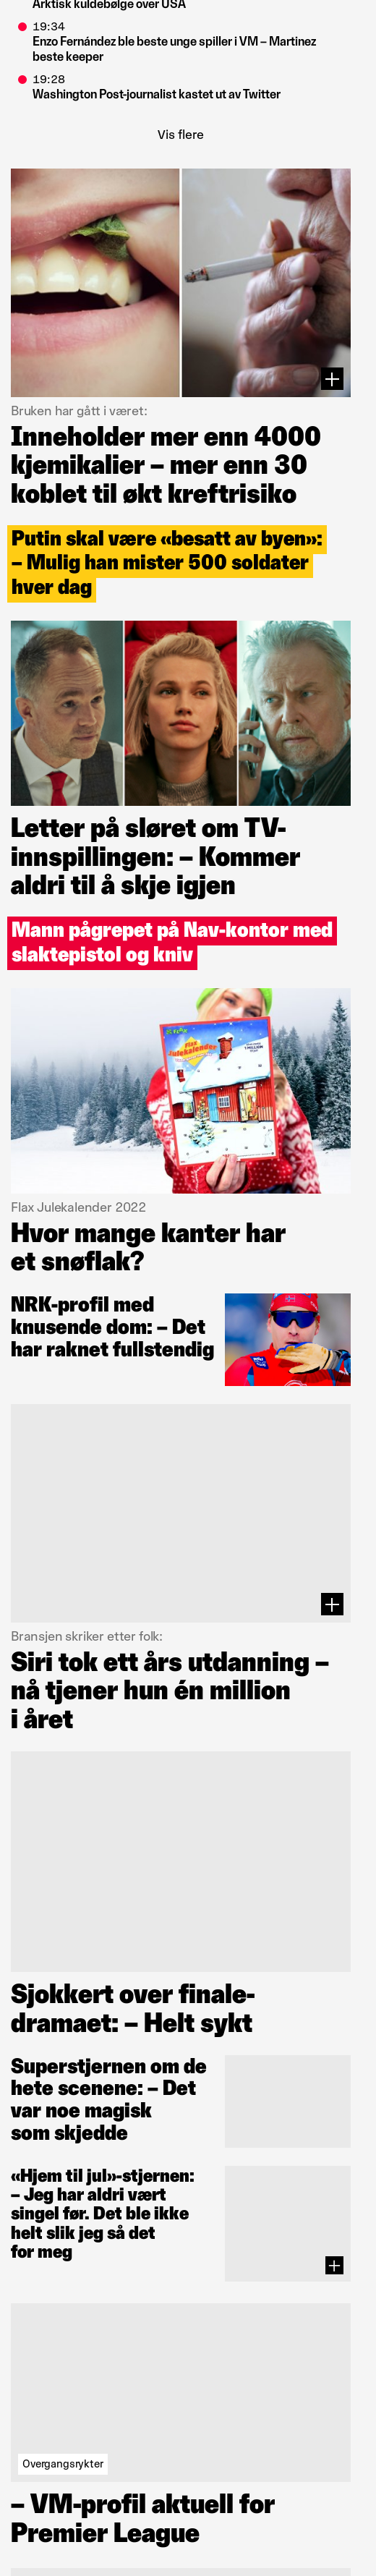 Arktisk kuldebølge over USA
19:34
Enzo Fernández ble beste unge spiller i VM – Martinez
beste keeper
19:28
Washington Post-journalist kastet ut av Twitter
Vis flere
Bruken har gått i været:
Inneholder mer enn 4000
kjemikalier – mer enn 30
koblet til økt kreftrisiko
Putin skal være «besatt av byen»:
– Mulig han mister 500 soldater
hver dag
Letter på sløret om TV-
innspillingen: – Kommer
aldri til å skje igjen
Mann pågrepet på Nav-kontor med
slaktepistol og kniv
Flax
Julekalender
Flax Julekalender 2022
Hvor mange kanter har
et snøflak?
NRK-profil med
knusende dom: – Det
har raknet fullstendig
Bransjen skriker etter folk:
Siri tok ett års utdanning –
nå tjener hun én million
i året
Sjokkert over finale-
dramaet: – Helt sykt
Superstjernen om de
hete scenene: – Det
var noe magisk
som skjedde
«Hjem til jul»-stjernen:
– Jeg har aldri vært
singel før. Det ble ikke
helt slik jeg så det
for meg
Overgangsrykter
– VM-profil aktuell for
Premier League